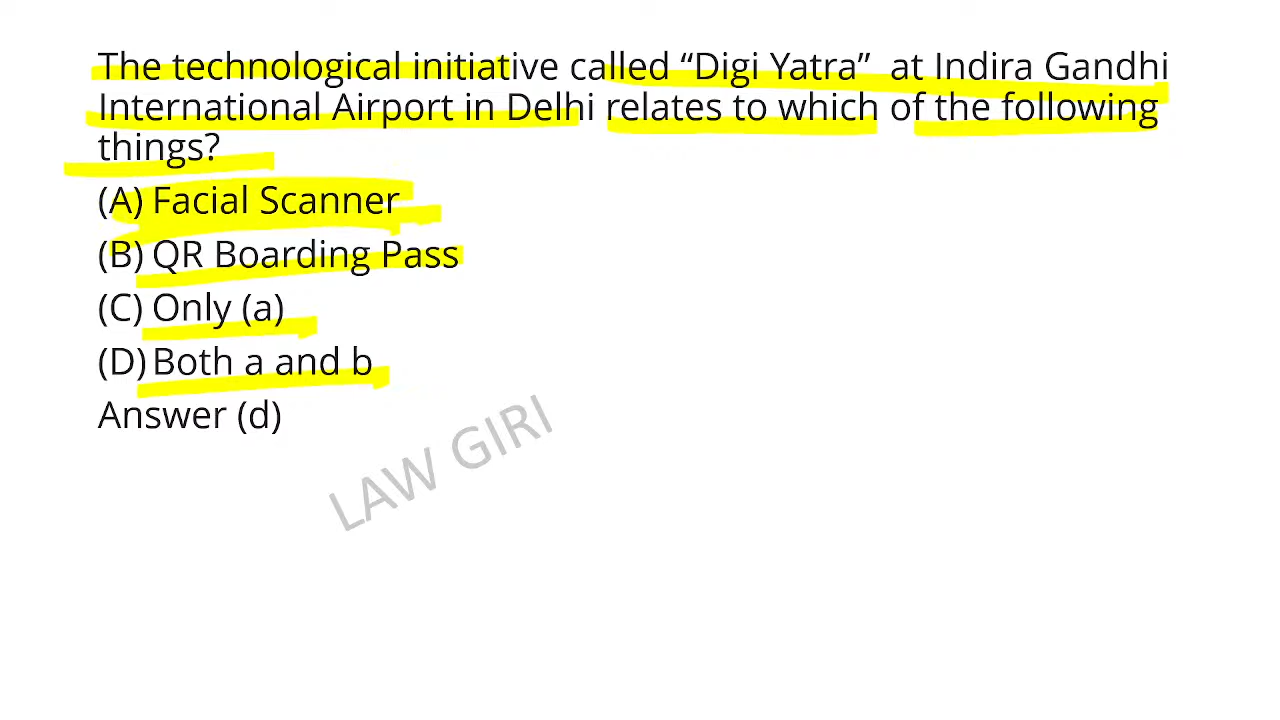 The technological initiative called “Digi Yatra” at Indira Gandhi
International Airport in Delhi relates to which of the following
things?
(A) Facial Scanner
(B) QR Boarding Pass
(C) Only (a)
(D) Both a and b
Answer (d)
LAW GIRI